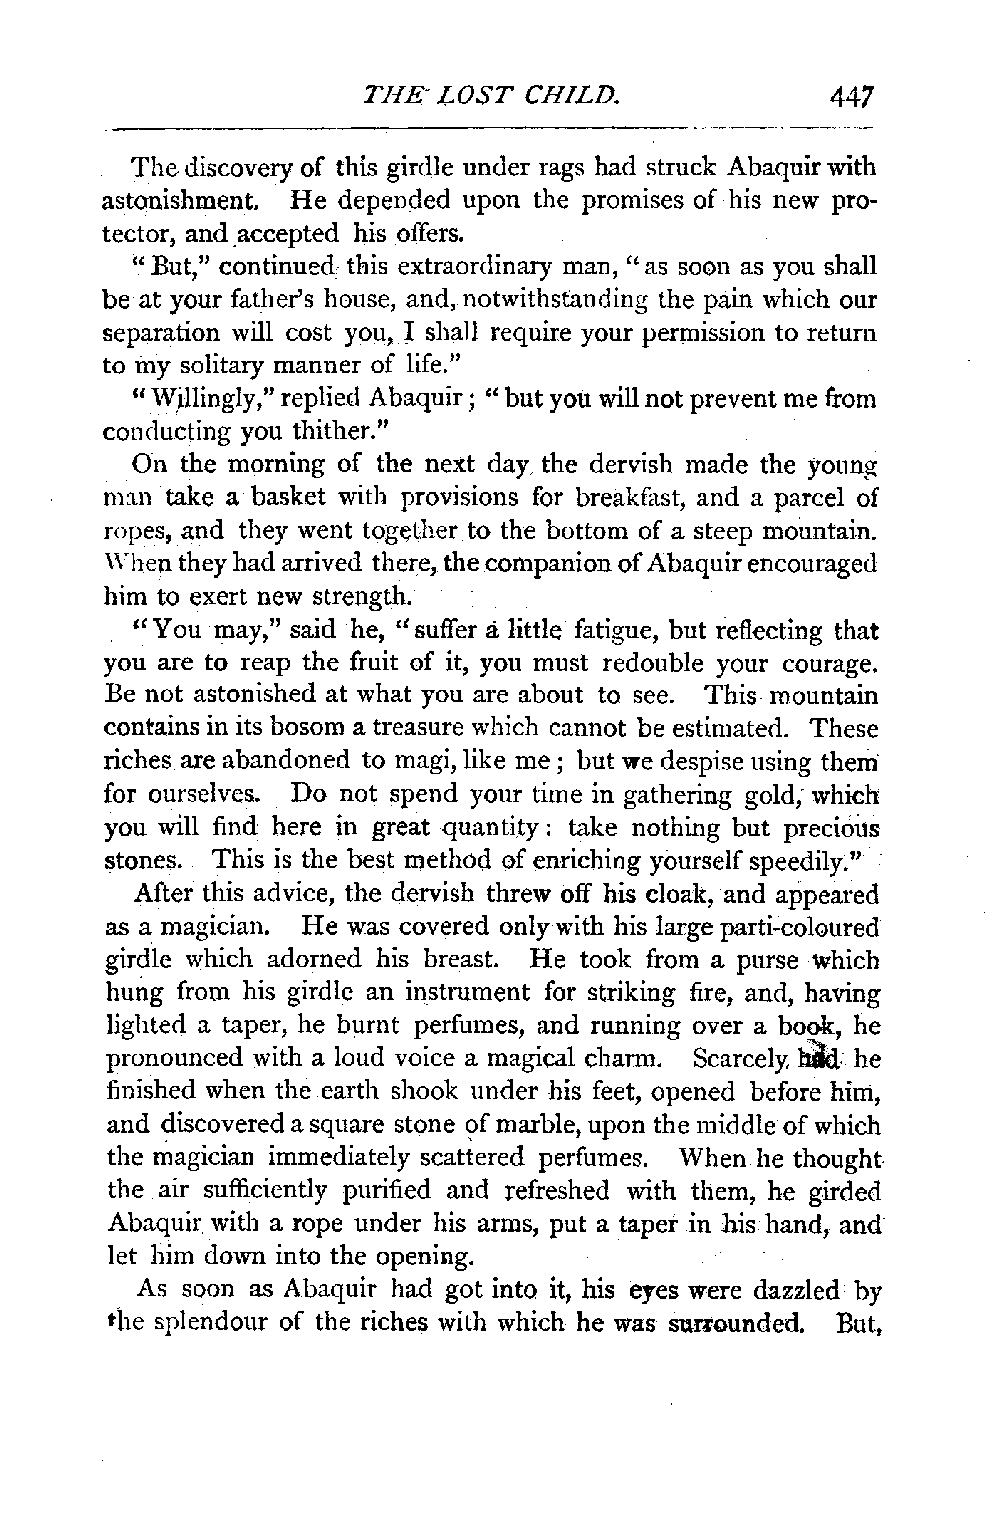 THE LOST CHILD. 447
The discovery of this girdle under rags had struck Abaquir with
astonishment. He depended upon the promises of his new pro-
tector, and accepted his offers.
“But,” continued this extraordinary man, “as soon as you shall
be at your father's house, and, notwithstanding the pain which our
separation will cost you, I shall require your permission to return
to my solitary manner of life.”
“Willingly,” replied Abaquir; “but you will not prevent me from
conducting you thither.”
On the morning of the next day the dervish made the young
man take a basket with provisions for breakfast, and a parcel of
ropes, and they went together to the bottom of a steep mountain.
When they had arrived there, the companion of Abaquir encouraged
him to exert new strength.
“You may,” said he, “suffer a little fatigue, but reflecting that
you are to reap the fruit of it, you must redouble your courage.
Be not astonished at what you are about to see. This mountain
contains in its bosom a treasure which cannot be estimated. These
riches are abandoned to magi, like me; but we despise using them
for ourselves. Do not spend your time in gathering gold, which
you will find here in great quantity: take nothing but precious
stones. This is the best method of enriching yourself speedily.”
After this advice, the dervish threw off his cloak, and appeared
as a magician. He was covered only with his large parti-coloured
girdle which adorned his breast. He took from a purse which
hung from his girdle an instrument for striking fire, and, having
lighted a taper, he burnt perfumes, and running over a book, he
pronounced with a loud voice a magical charm. Scarcely had he
finished when the earth shook under his feet, opened before him,
and discovered a square stone of marble, upon the middle of which
the magician immediately scattered perfumes. When he thought
the air sufficiently purified and refreshed with them, he girded
Abaquir with a rope under his arms, put a taper in his hand, and
let him down into the opening.
As soon as Abaquir had got into it, his eyes were dazzled by
the splendour of the riches with which he was surrounded. But,